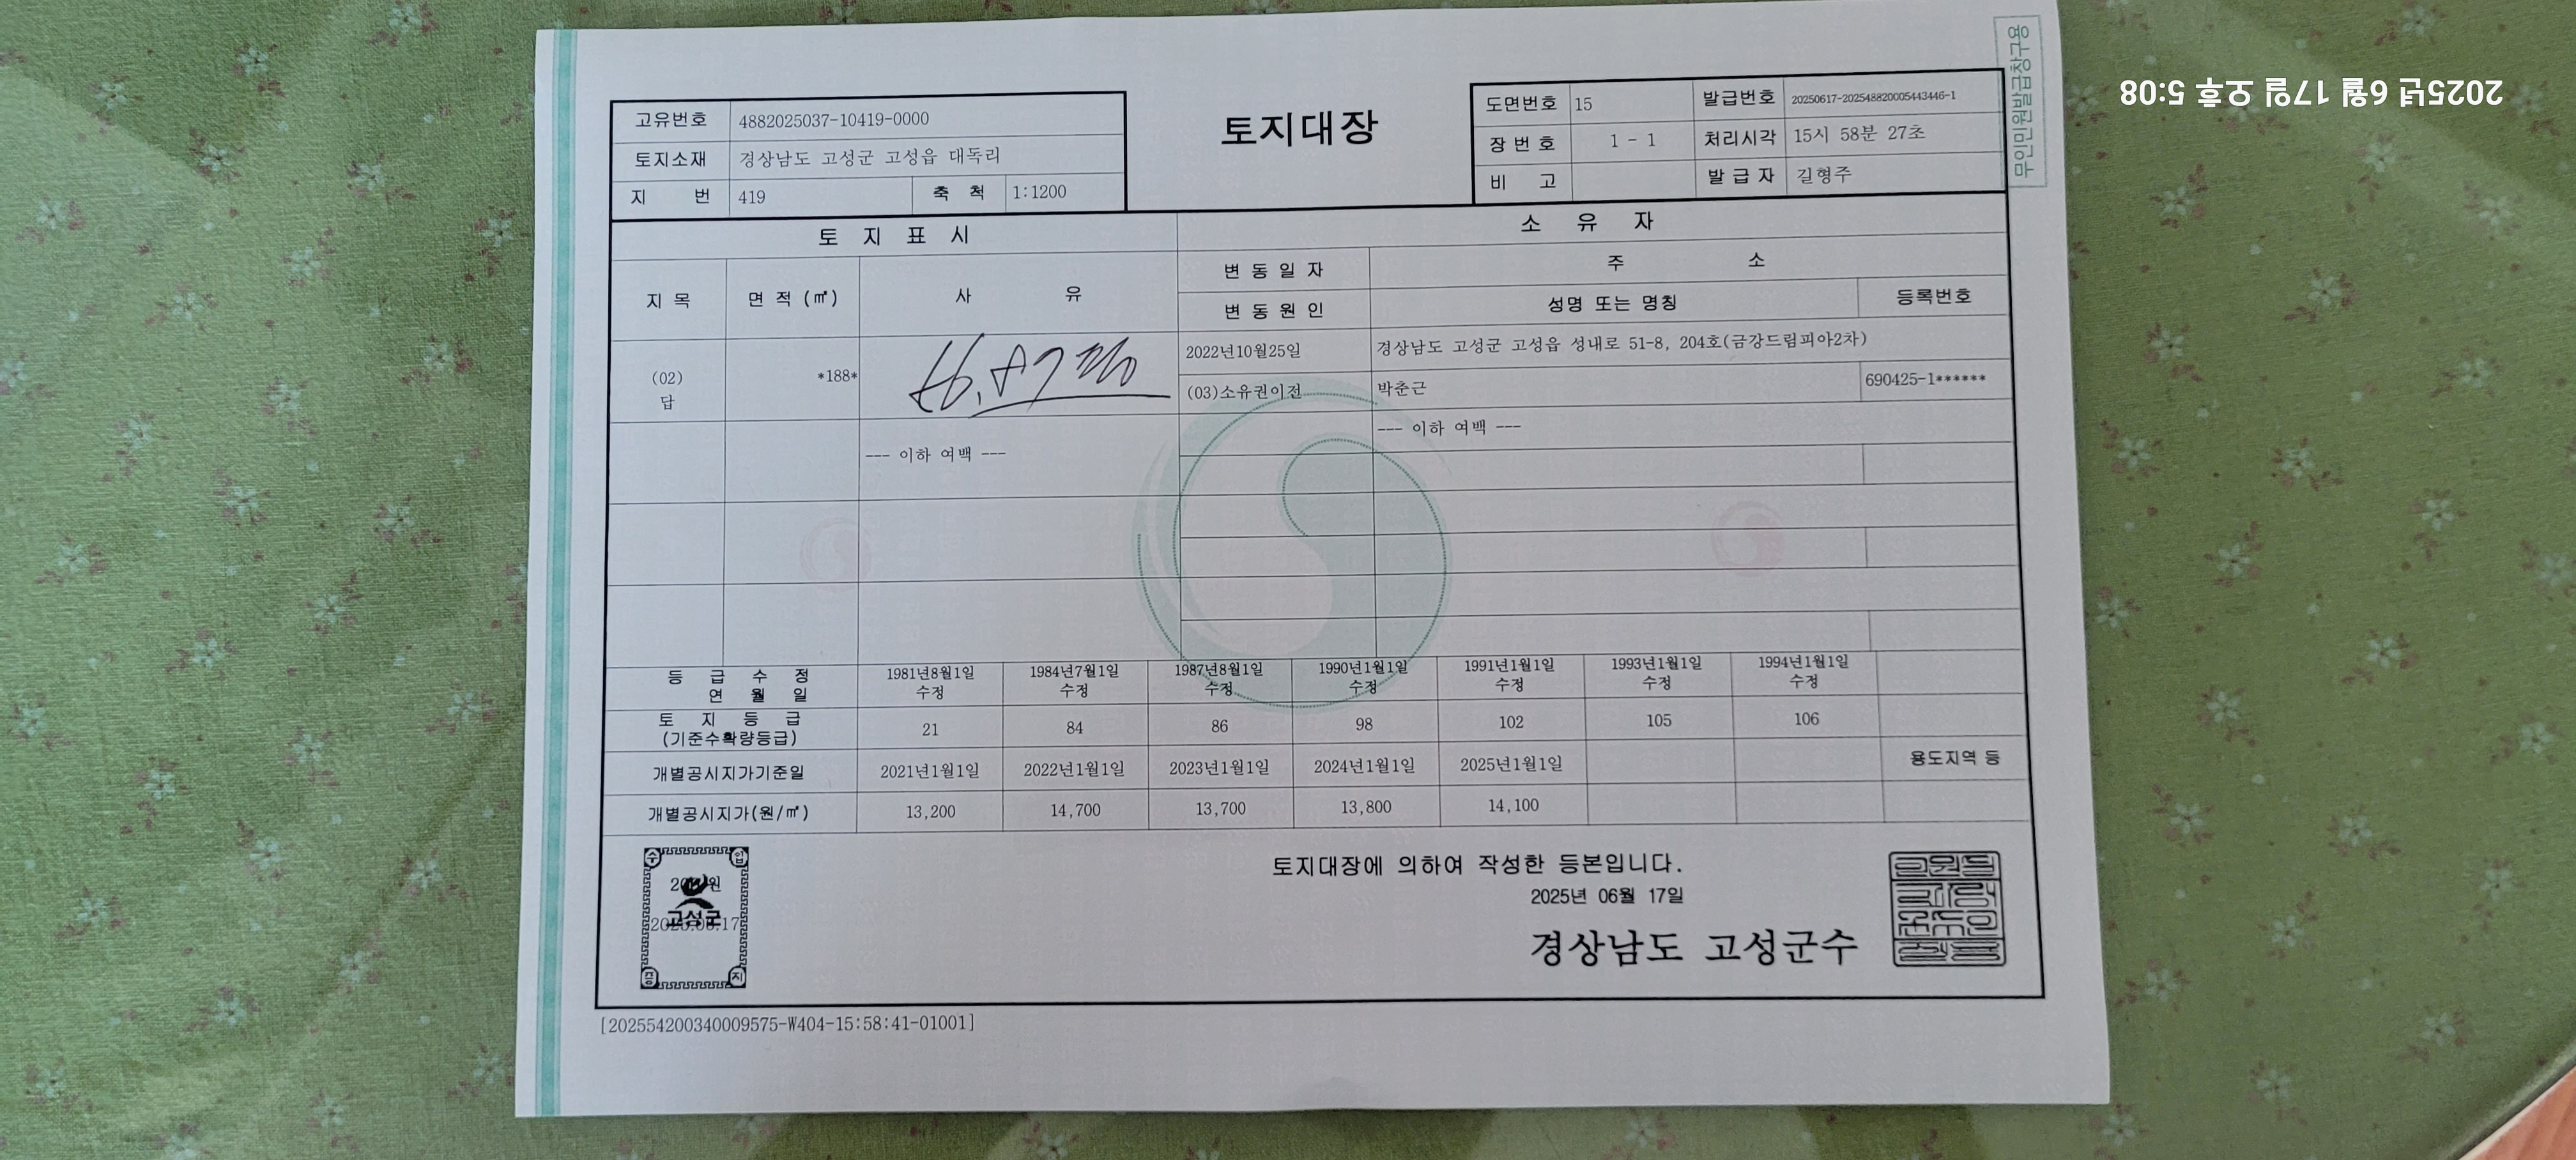 2025년 6월 17일 오후 5:08
무인민원발급창구용
고유번호 4882025037-10419-0000
토지소재 경상남도 고성군 고성읍 대독리
지 번 419 축 척 1:1200
토지대장
도면번호 15 발급번호 20250617-202548820005443446-1
장 번 호 1 - 1 처리시각 15시 58분 27초
비 고 발 급 자 길형주
토 지 표 시 소 유 자
지 목 면 적 (㎡) 사 유
변 동 일 자 주 소
변 동 원 인 성명 또는 명칭 등록번호
(02) 답 *188*
2022년10월25일 경상남도 고성군 고성읍 성내로 51-8, 204호(금강드림피아2차)
(03)소유권이전 박춘근 690425-1******
--- 이하 여백 --- --- 이하 여백 ---
등 급 수 정 연 월 일 1981년8월1일 수정 1984년7월1일 수정 1987년8월1일 수정 1990년1월1일 수정 1991년1월1일 수정 1993년1월1일 수정 1994년1월1일 수정
토 지 등 급 (기준수확량등급) 21 84 86 98 102 105 106
개별공시지가기준일 2021년1월1일 2022년1월1일 2023년1월1일 2024년1월1일 2025년1월1일 용도지역 등
개별공시지가(원/㎡) 13,200 14,700 13,700 13,800 14,100
수 입
고성군
증 지
토지대장에 의하여 작성한 등본입니다.
2025년 06월 17일
경상남도 고성군수
[202554200340009575-W404-15:58:41-01001]